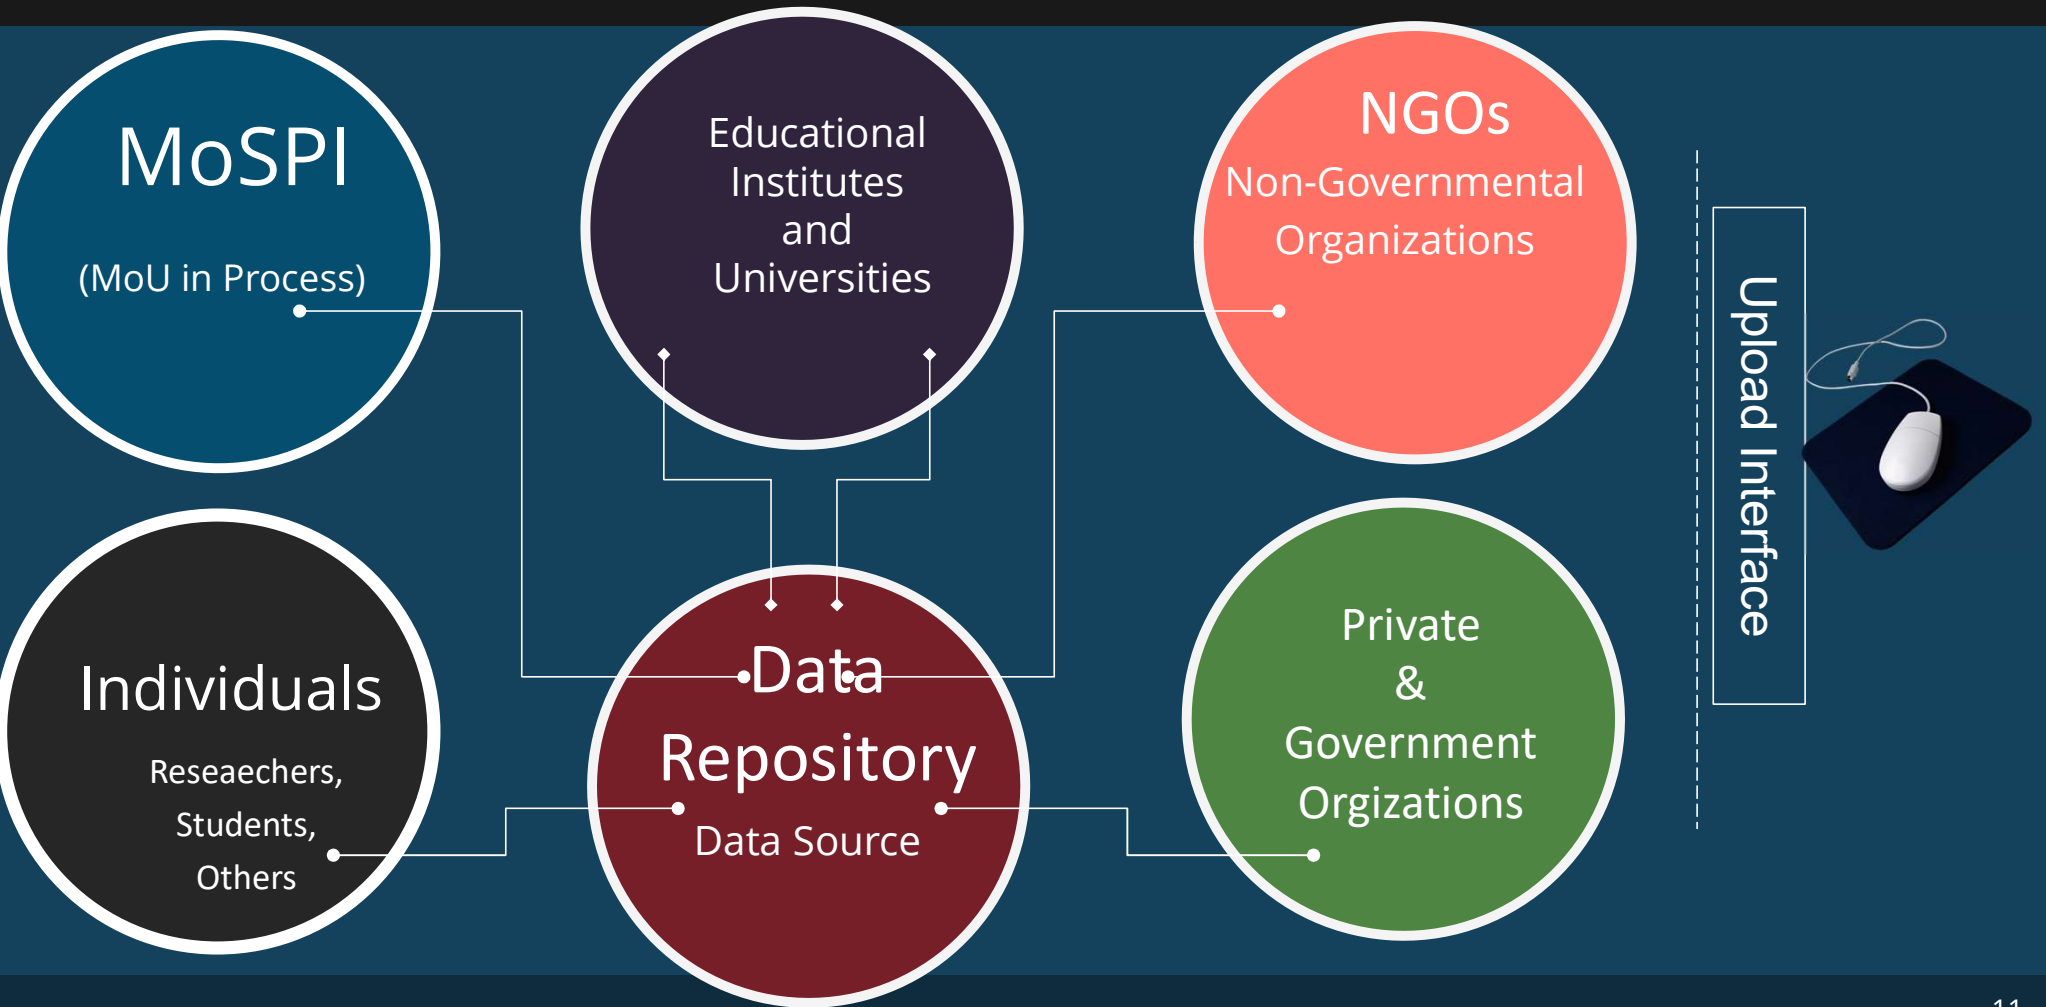 MoSPI
(MoU in Process)
Educational
Institutes
and
Universities
NGOs
Non-Governmental
Organizations
Individuals
Reseaechers,
Students,
Others
Data
Repository
Data Source
Private
&
Government
Orgizations
Upload Interface
11